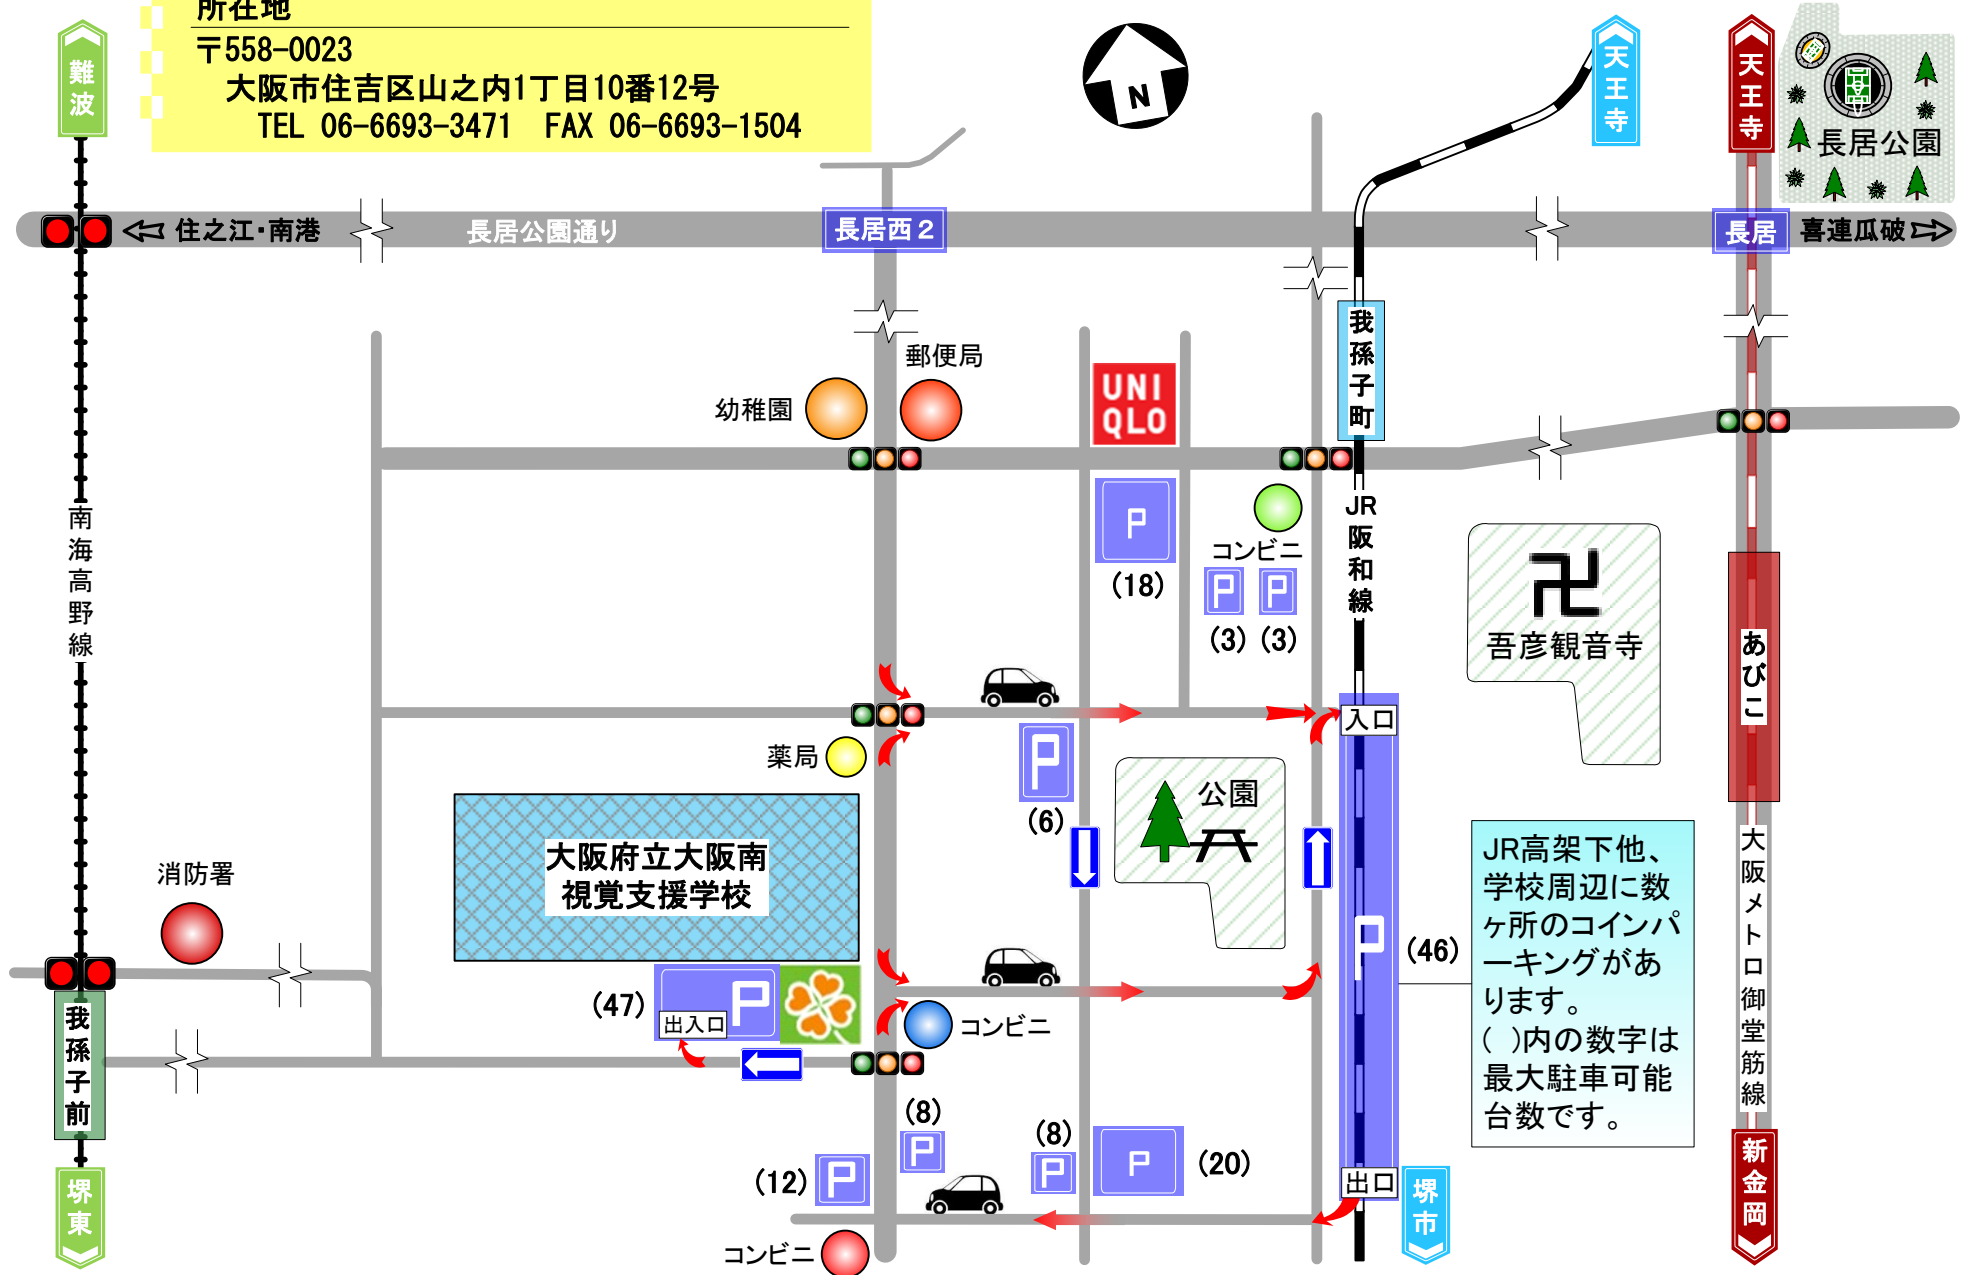 所在地
〒558-0023
大阪市住吉区山之内1丁目10番12号
TEL 06-6693-3471 FAX 06-6693-1504
難波
N
天王寺
天王寺
長居公園
住之江・南港
長居公園通り
長居西2
長居
喜連瓜破
我孫子町
郵便局
幼稚園
UNI
QLO
南海高野線
P
(18)
コンビニ
P
P
(3)
(3)
JR阪和線
吾彦観音寺
あびこ
入口
薬局
P
(6)
公園
大阪府立大阪南
視覚支援学校
消防署
P
(46)
JR高架下他、
学校周辺に数
ヶ所のコインパ
ーキングがあ
ります。
( )内の数字は
最大駐車可能
台数です。
大阪メトロ御堂筋線
(47)
P
出入口
コンビニ
我孫子前
(8)
P
(8)
P
P
(20)
(12)
P
出口
堺市
新金岡
堺東
コンビニ